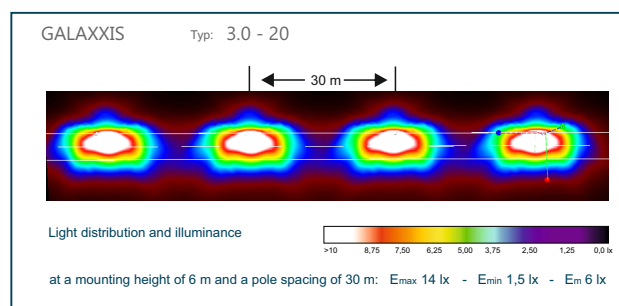 GALAXXIS Typ: 3.0 - 20
30 m
Light distribution and illuminance
>10 8,75 7,50 6,25 5,00 3,75 2,50 1,25 0,0 lx
at a mounting height of 6 m and a pole spacing of 30 m: Emax 14 lx - Emin 1,5 lx - Em 6 lx